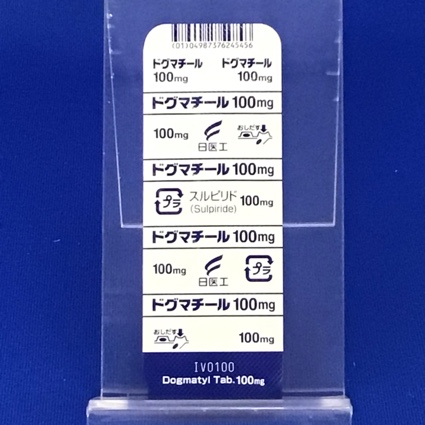 (01)04987376245456
ドグマチール ドグマチール
100mg 100mg
ドグマチール 100mg
100mg 日医工 おしだす
ドグマチール 100mg
プラ スルピリド 100mg
(Sulpiride)
ドグマチール 100mg
100mg 日医工 プラ
ドグマチール 100mg
おしだす 100mg
IV0100
Dogmatyl Tab.100mg